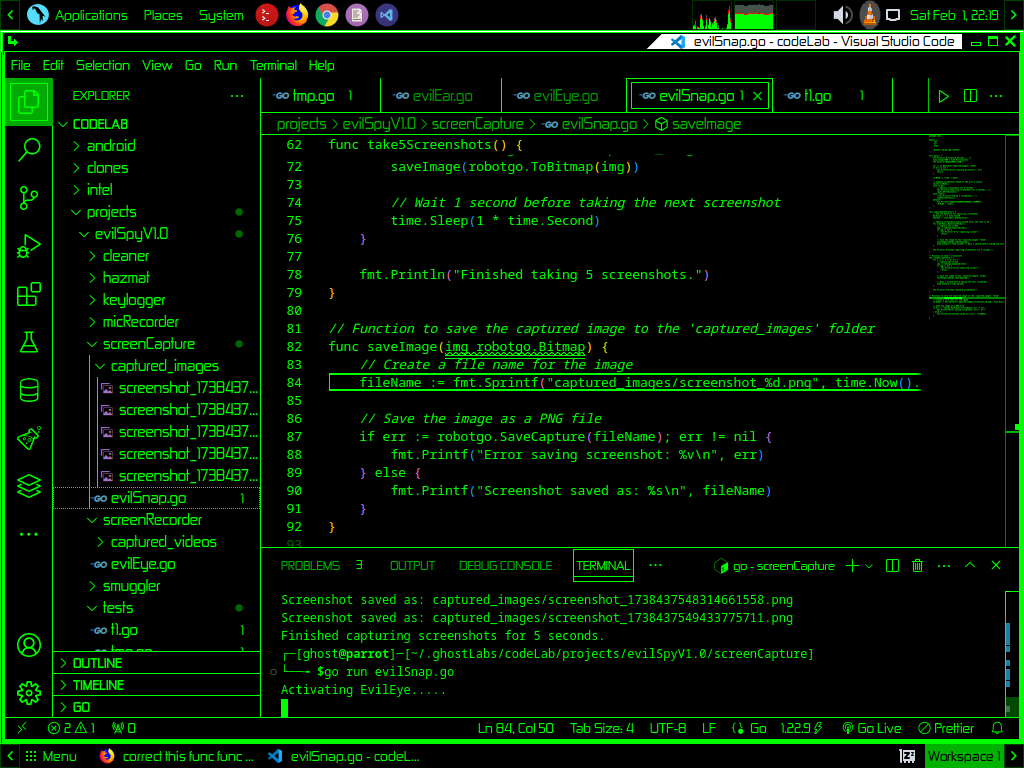 Applications Places System Sat Feb 1, 22:19
evilSnap.go - codeLab - Visual Studio Code
File Edit Selection View Go Run Terminal Help
EXPLORER
CODELAB
android
clones
intel
projects
evilSpyV1.0
cleaner
hazmat
keylogger
micRecorder
screenCapture
captured_images
screenshot_1738437...
screenshot_1738437...
screenshot_1738437...
screenshot_1738437...
screenshot_1738437...
evilSnap.go 1
screenRecorder
captured_videos
evilEye.go
smuggler
tests
t1.go 1
OUTLINE
TIMELINE
GO
tmp.go 1 evilEar.go evilEye.go evilSnap.go 1 t1.go 1
projects > evilSpyV1.0 > screenCapture > evilSnap.go > saveImage
62 func take5Screenshots() {
72 saveImage(robotgo.ToBitmap(img))
73
74 // Wait 1 second before taking the next screenshot
75 time.Sleep(1 * time.Second)
76 }
77
78 fmt.Println("Finished taking 5 screenshots.")
79 }
80
81 // Function to save the captured image to the 'captured_images' folder
82 func saveImage(img robotgo.Bitmap) {
83 // Create a file name for the image
84 fileName := fmt.Sprintf("captured_images/screenshot_%d.png", time.Now().
85
86 // Save the image as a PNG file
87 if err := robotgo.SaveCapture(fileName); err != nil {
88 fmt.Printf("Error saving screenshot: %v\n", err)
89 } else {
90 fmt.Printf("Screenshot saved as: %s\n", fileName)
91 }
92 }
93
PROBLEMS 3 OUTPUT DEBUG CONSOLE TERMINAL go - screenCapture
Screenshot saved as: captured_images/screenshot_1738437548314661558.png
Screenshot saved as: captured_images/screenshot_1738437549433775711.png
Finished capturing screenshots for 5 seconds.
┌─[ghost@parrot]─[~/.ghostLabs/codeLab/projects/evilSpyV1.0/screenCapture]
└──╼ $go run evilSnap.go
Activating EvilEye.....
2 1 0 Ln 84, Col 50 Tab Size: 4 UTF-8 LF Go 1.22.9 Go Live Prettier
Menu correct this func func ... evilSnap.go - codeL... Workspace 1